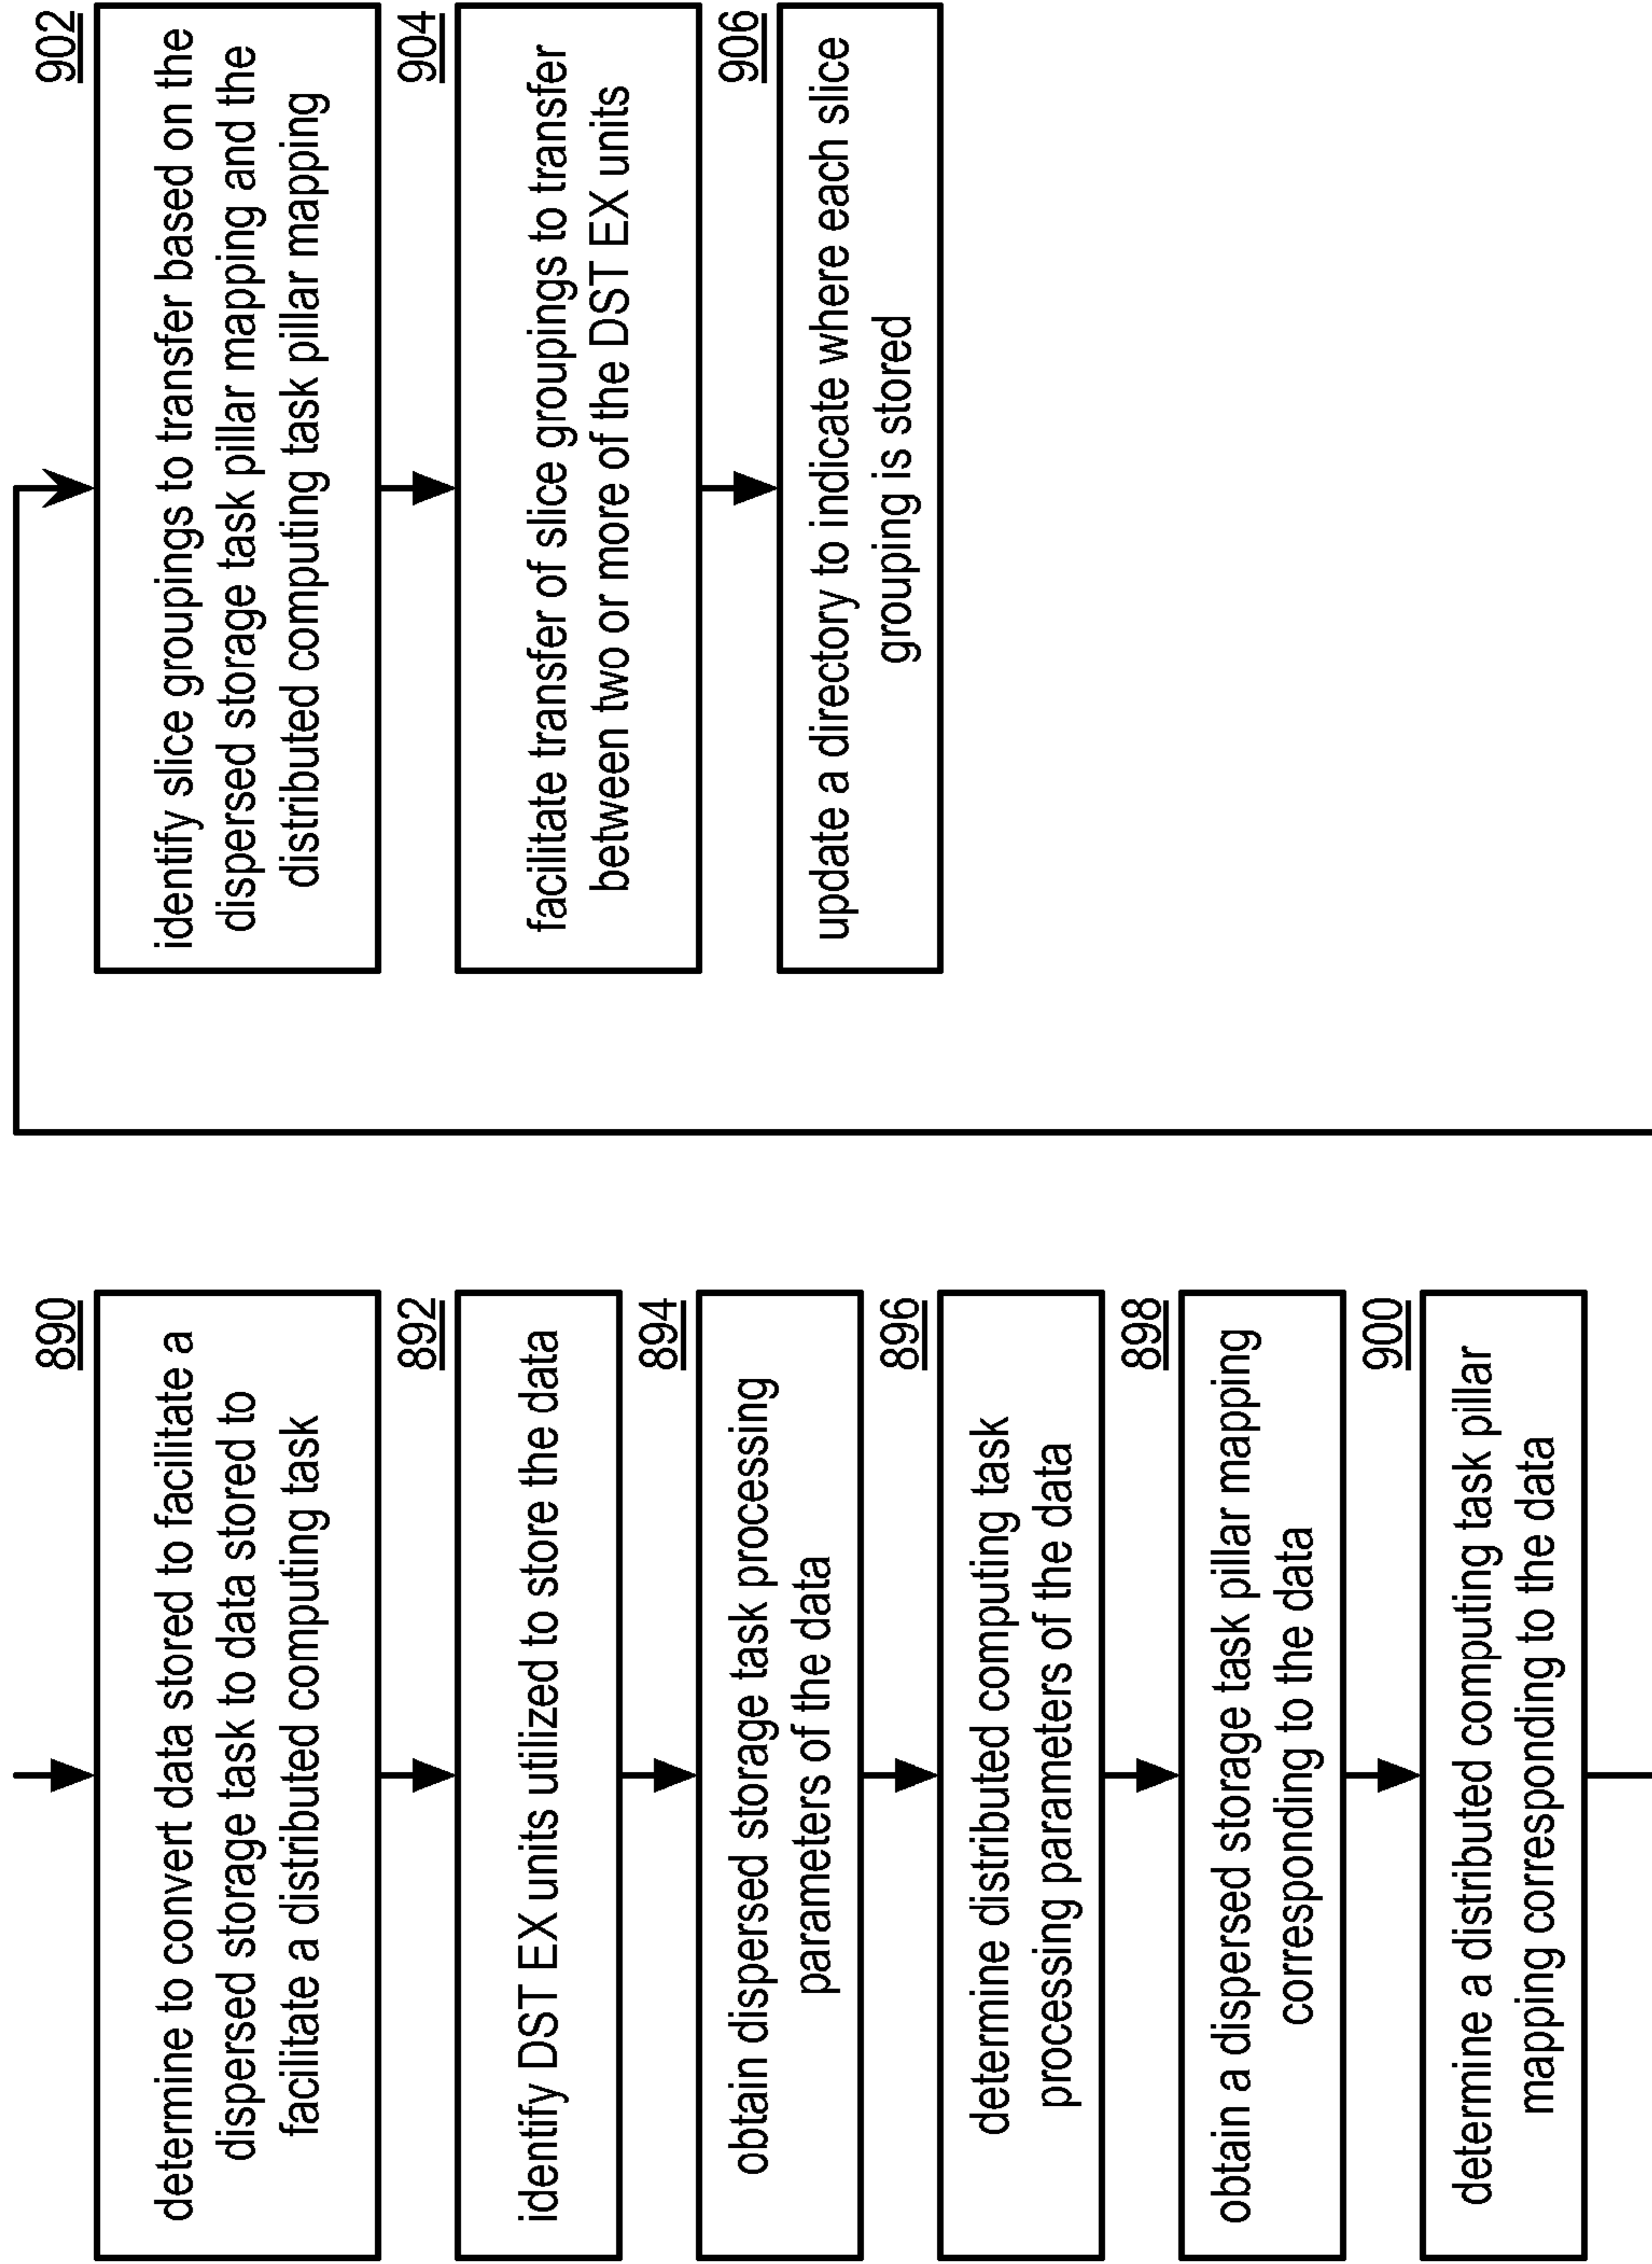 890
determine to convert data stored to facilitate a
dispersed storage task to data stored to
facilitate a distributed computing task
892
identify DST EX units utilized to store the data
894
obtain dispersed storage task processing
parameters of the data
896
determine distributed computing task
processing parameters of the data
898
obtain a dispersed storage task pillar mapping
corresponding to the data
900
determine a distributed computing task pillar
mapping corresponding to the data
902
identify slice groupings to transfer based on the
dispersed storage task pillar mapping and the
distributed computing task pillar mapping
904
facilitate transfer of slice groupings to transfer
between two or more of the DST EX units
906
update a directory to indicate where each slice
grouping is stored